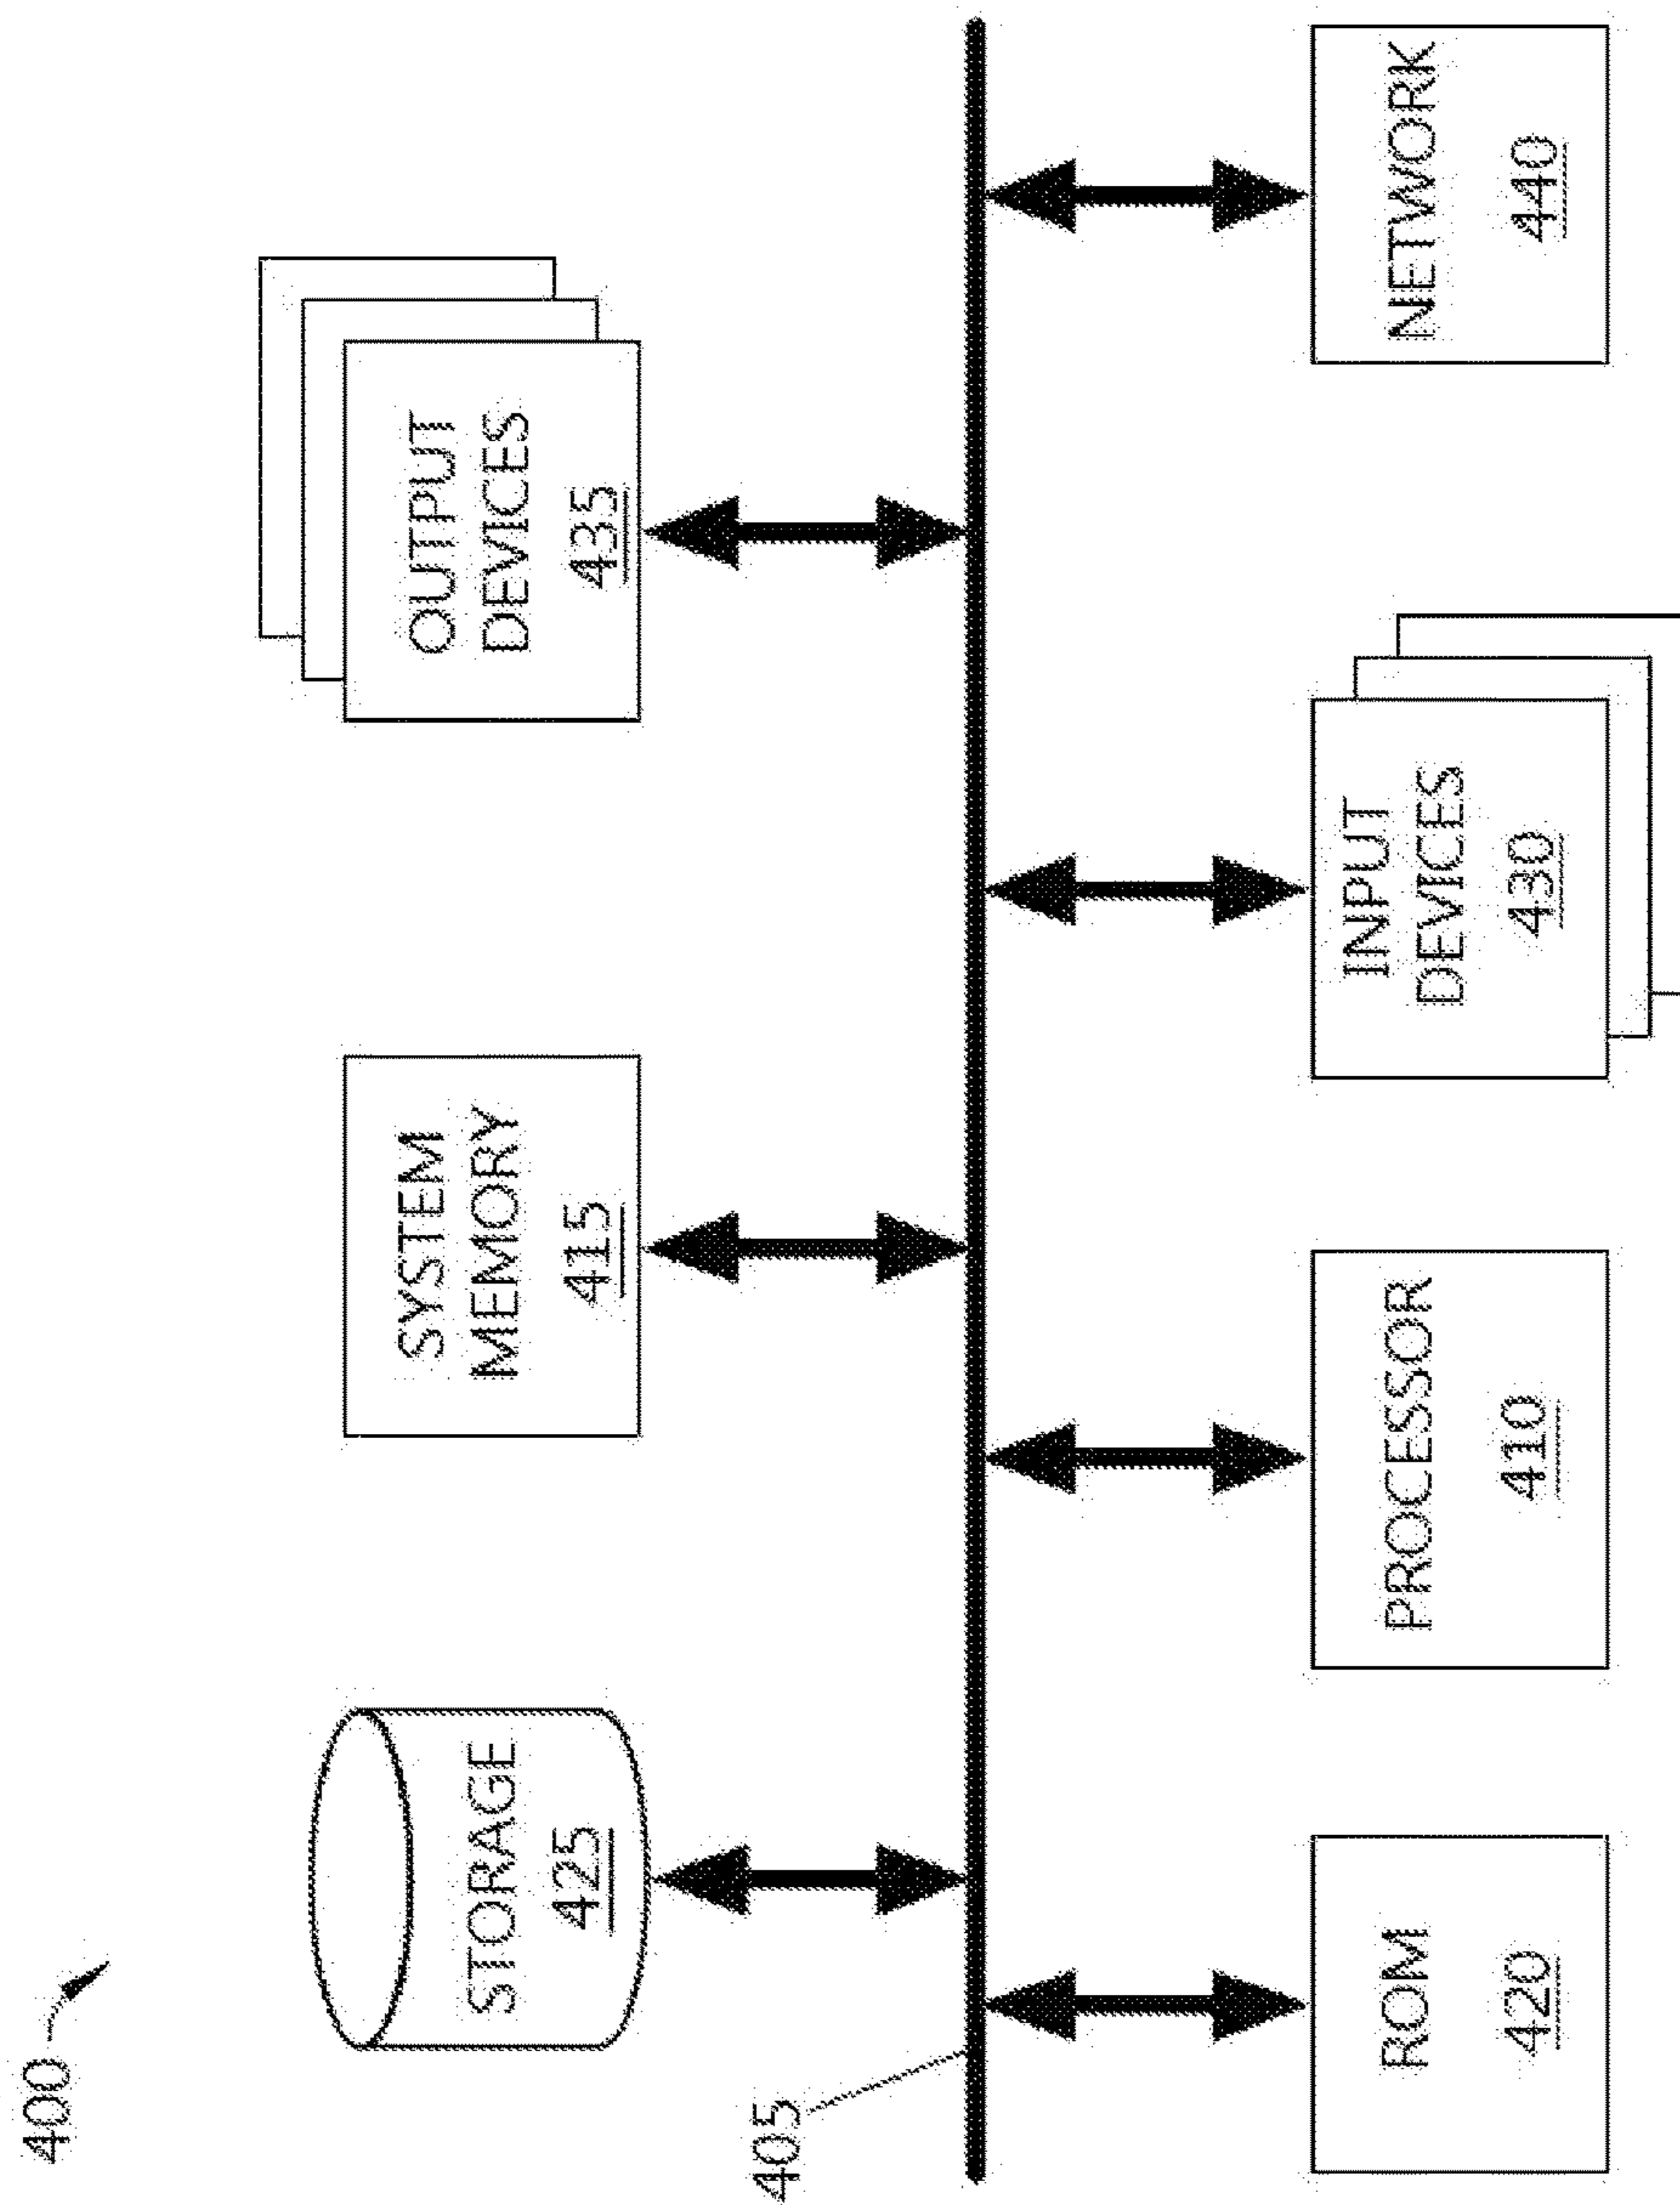 400
STORAGE
425
SYSTEM
MEMORY
415
OUTPUT
DEVICES
435
405
ROM
420
PROCESSOR
410
INPUT
DEVICES
430
NETWORK
440